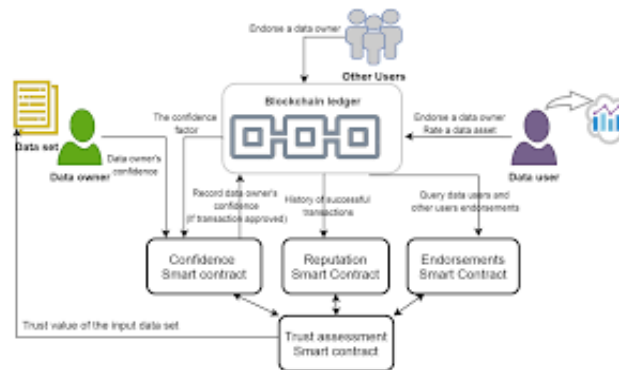 Endorse a data owner
Other Users
Blockchain ledger
The confidence
factor
Endorse a data owner
Rate a data asset
Data set
Data owner
Data owner's
confidence
Data user
Record data owner's
confidence
(If transaction approved)
History of successful
transactions
Query data users and
other users endorsements
Confidence
Smart contract
Reputation
Smart Contract
Endorsements
Smart Contract
Trust value of the input data set
Trust assessment
Smart contract